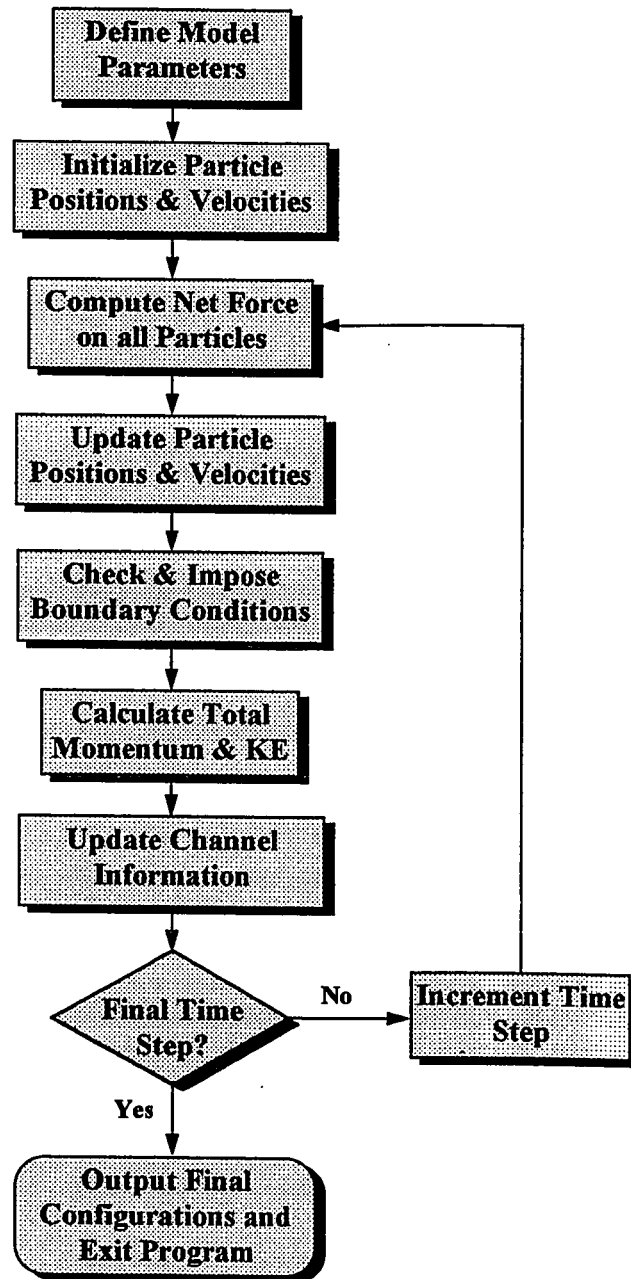 Define Model
Parameters
Initialize Particle
Positions & Velocities
Compute Net Force
on all Particles
Update Particle
Positions & Velocities
Check & Impose
Boundary Conditions
Calculate Total
Momentum & KE
Update Channel
Information
Final Time
Step?
No
Increment Time
Step
Yes
Output Final
Configurations and
Exit Program